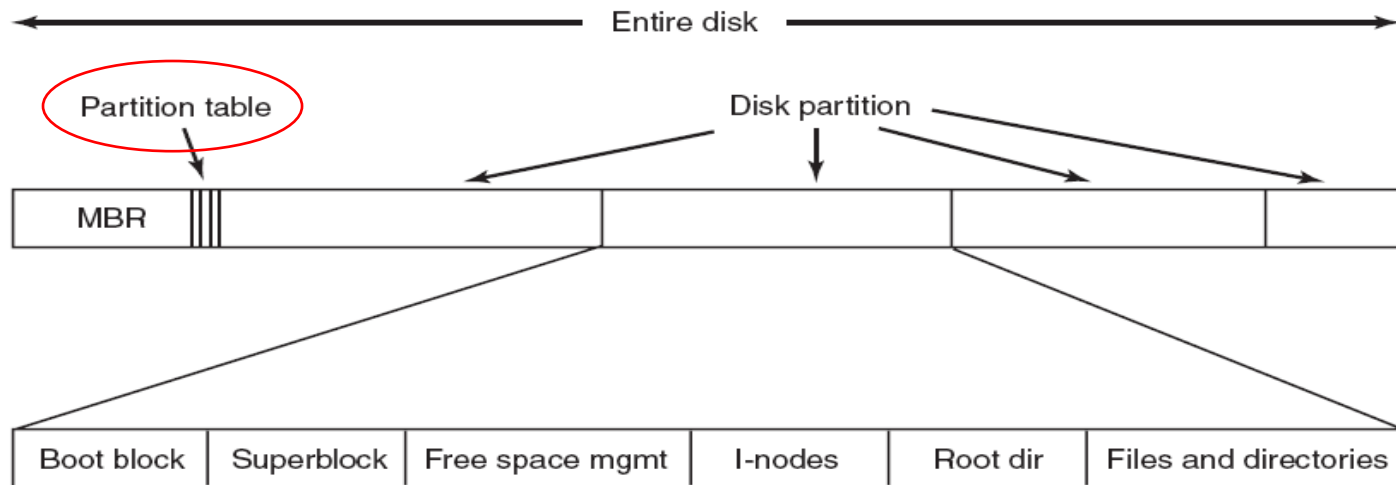 Entire disk
Partition table
Disk partition
MBR
Boot block
Superblock
Free space mgmt
I-nodes
Root dir
Files and directories